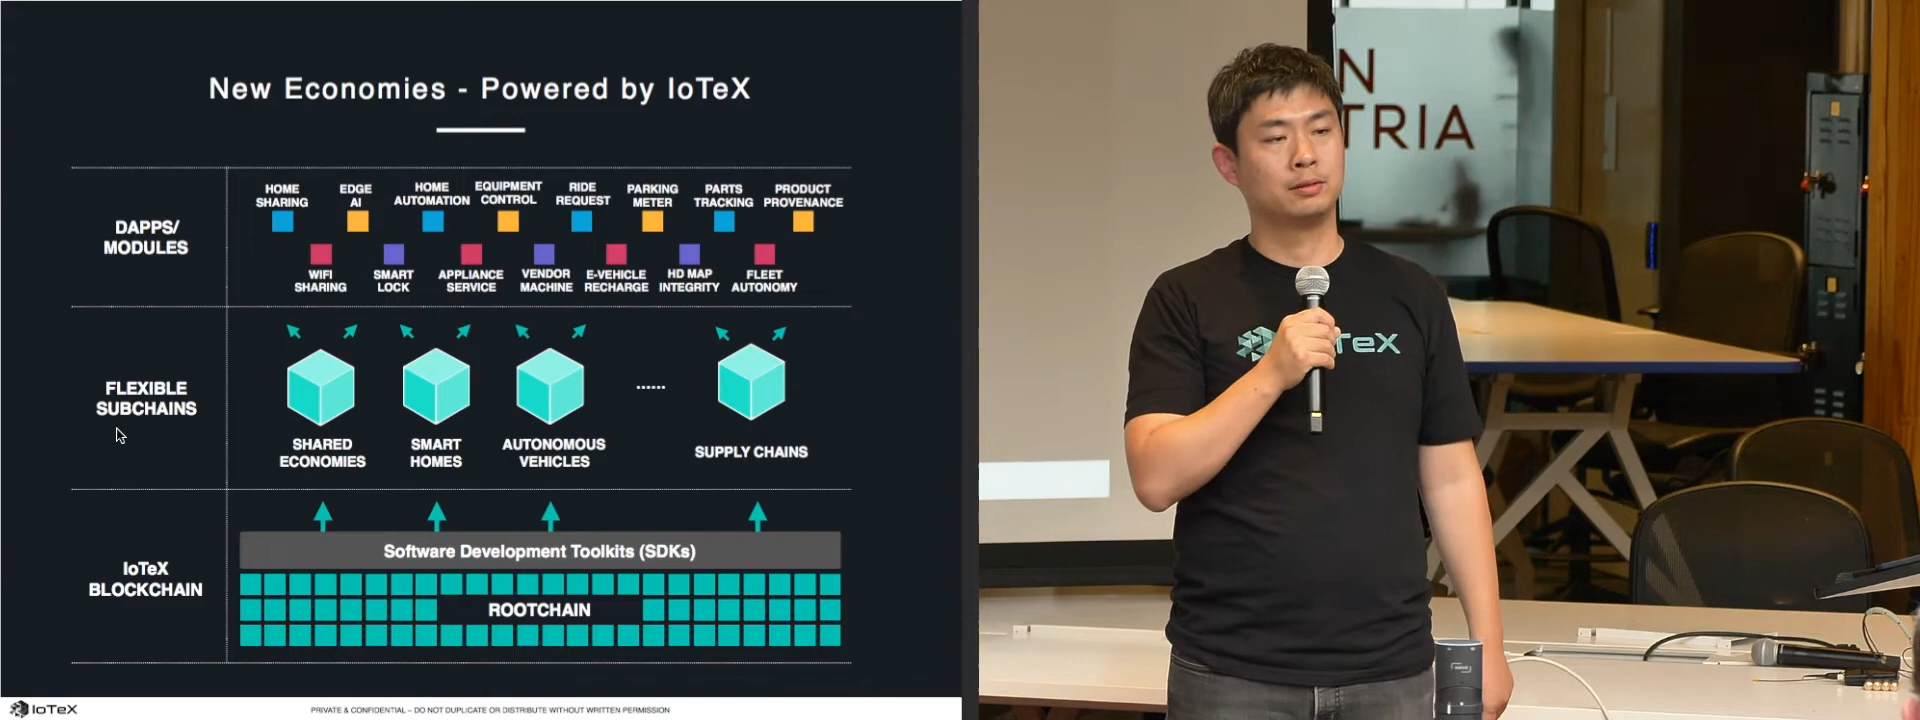 New Economies - Powered by IoTeX
DAPPS/
MODULES
HOME
SHARING
EDGE
AI
HOME
AUTOMATION
EQUIPMENT
CONTROL
RIDE
REQUEST
PARKING
METER
PARTS
TRACKING
PRODUCT
PROVENANCE
WIFI
SHARING
SMART
LOCK
APPLIANCE
SERVICE
VENDOR
MACHINE
E-VEHICLE
RECHARGE
HD MAP
INTEGRITY
FLEET
AUTONOMY
FLEXIBLE
SUBCHAINS
SHARED
ECONOMIES
SMART
HOMES
AUTONOMOUS
VEHICLES
......
SUPPLY CHAINS
IoTeX
BLOCKCHAIN
Software Development Toolkits (SDKs)
ROOTCHAIN
IoTeX
PRIVATE & CONFIDENTIAL – DO NOT DUPLICATE OR DISTRIBUTE WITHOUT WRITTEN PERMISSION
N
TRIA
TeX